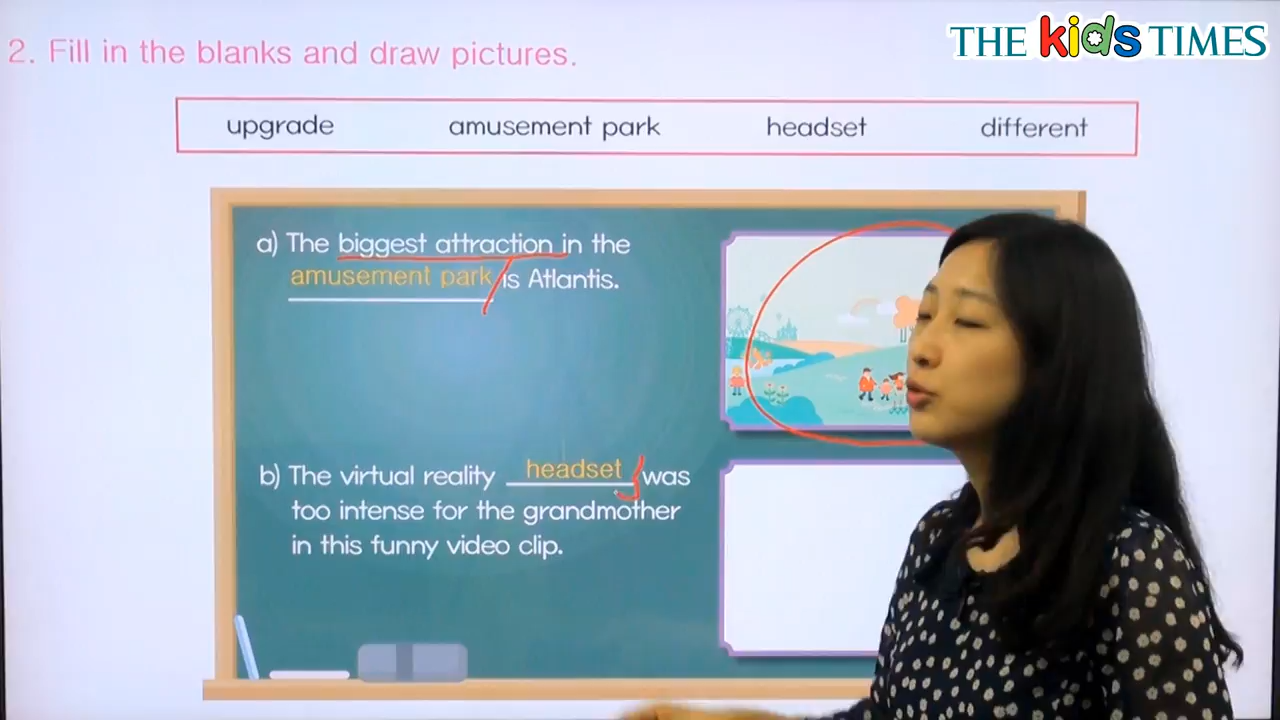 THE kids TIMES
2. Fill in the blanks and draw pictures.
upgrade amusement park headset different
a) The biggest attraction in the
amusement park is Atlantis.
b) The virtual reality headset was
too intense for the grandmother
in this funny video clip.